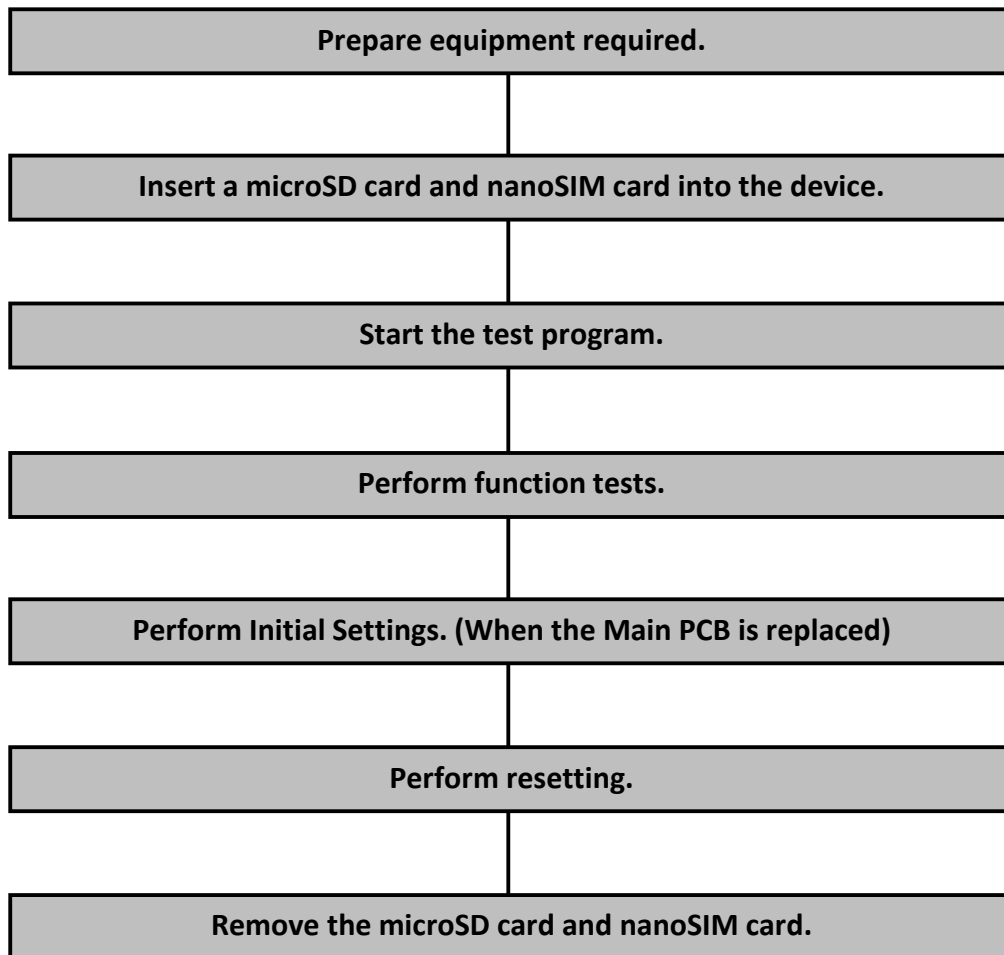 Prepare equipment required.
Insert a microSD card and nanoSIM card into the device.
Start the test program.
Perform function tests.
Perform Initial Settings. (When the Main PCB is replaced)
Perform resetting.
Remove the microSD card and nanoSIM card.